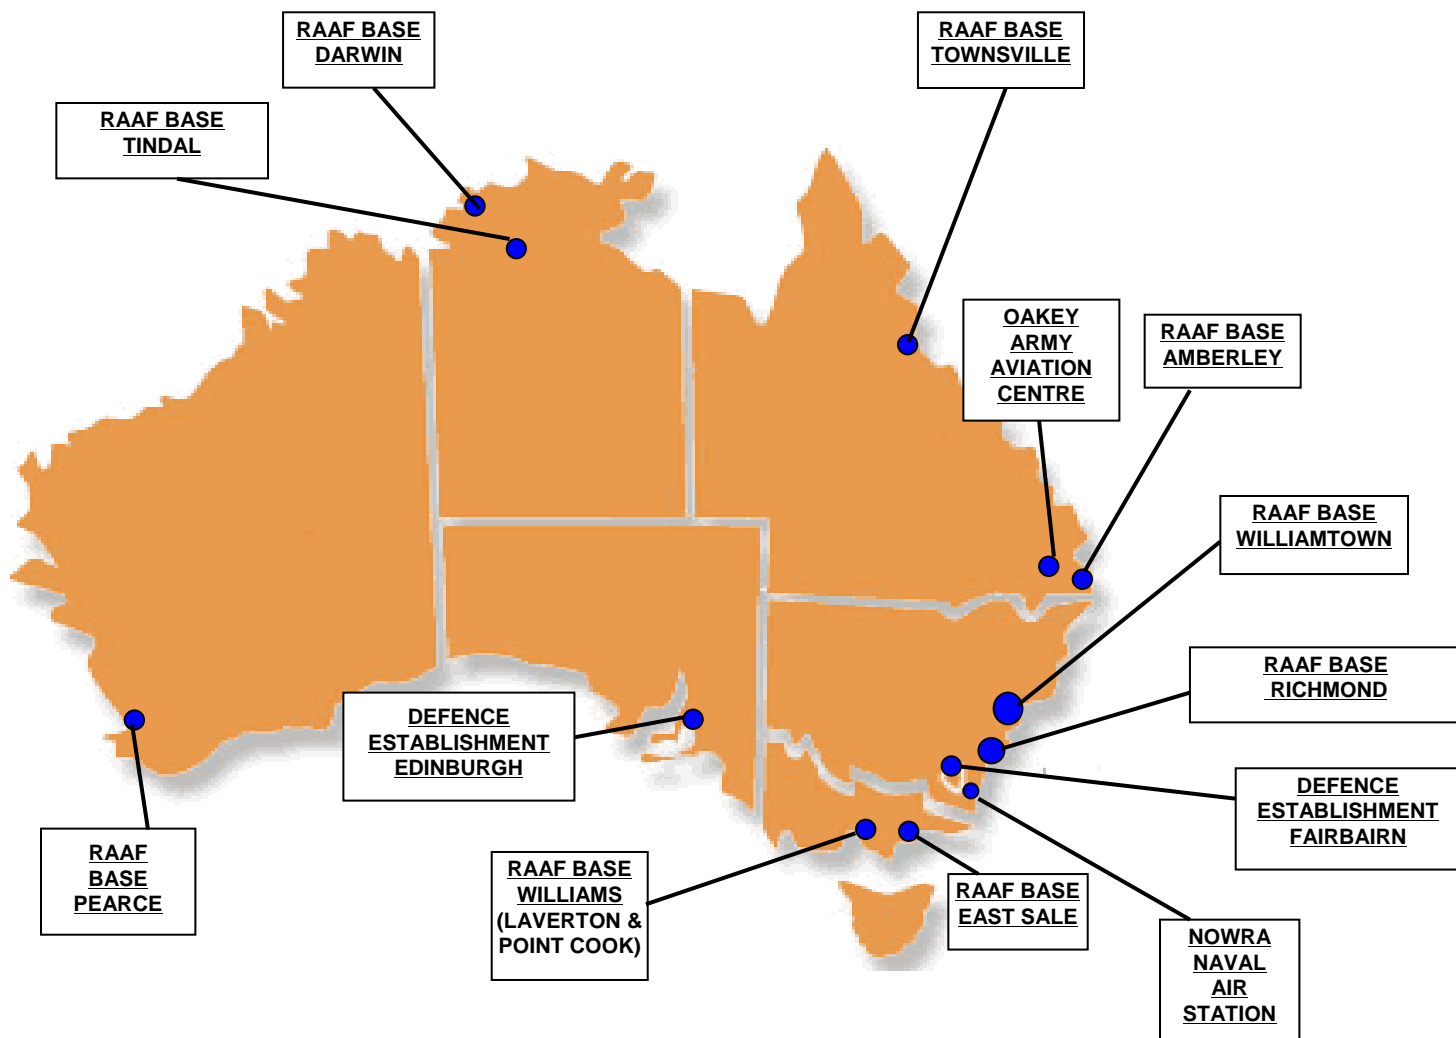 RAAF BASE
DARWIN
RAAF BASE
TOWNSVILLE
RAAF BASE
TINDAL
OAKEY
ARMY
AVIATION
CENTRE
RAAF BASE
AMBERLEY
RAAF BASE
WILLIAMTOWN
RAAF BASE
RICHMOND
DEFENCE
ESTABLISHMENT
EDINBURGH
DEFENCE
ESTABLISHMENT
FAIRBAIRN
RAAF
BASE
PEARCE
RAAF BASE
WILLIAMS
(LAVERTON &
POINT COOK)
RAAF BASE
EAST SALE
NOWRA
NAVAL
AIR
STATION